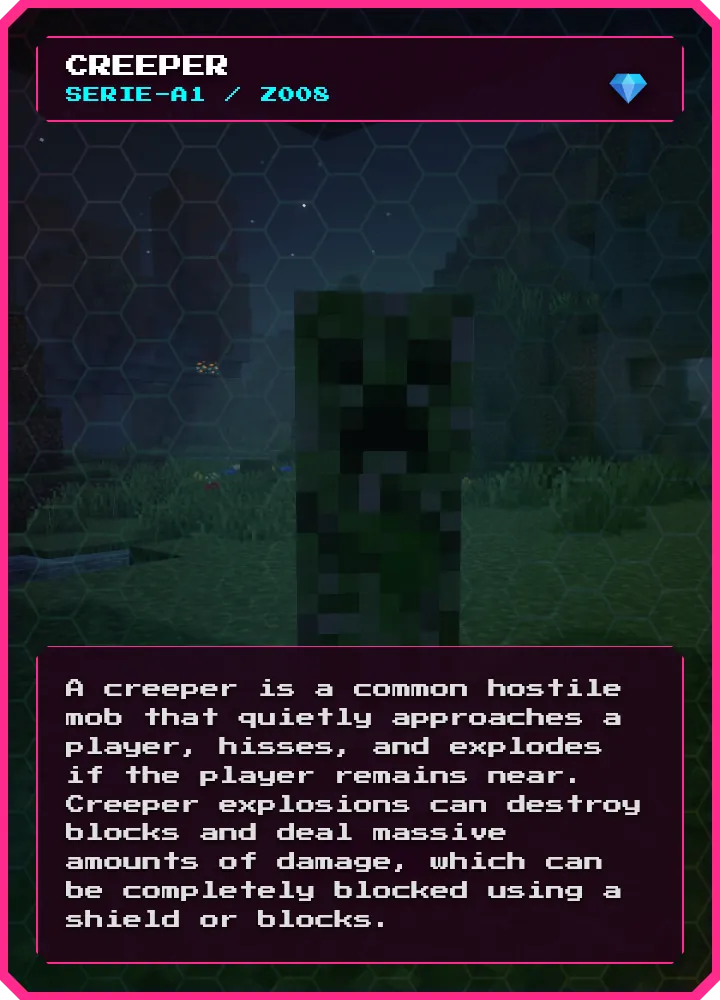 CREEPER
SERIE-A1 / Z008
A creeper is a common hostile
mob that quietly approaches a
player, hisses, and explodes
if the player remains near.
Creeper explosions can destroy
blocks and deal massive
amounts of damage, which can
be completely blocked using a
shield or blocks.